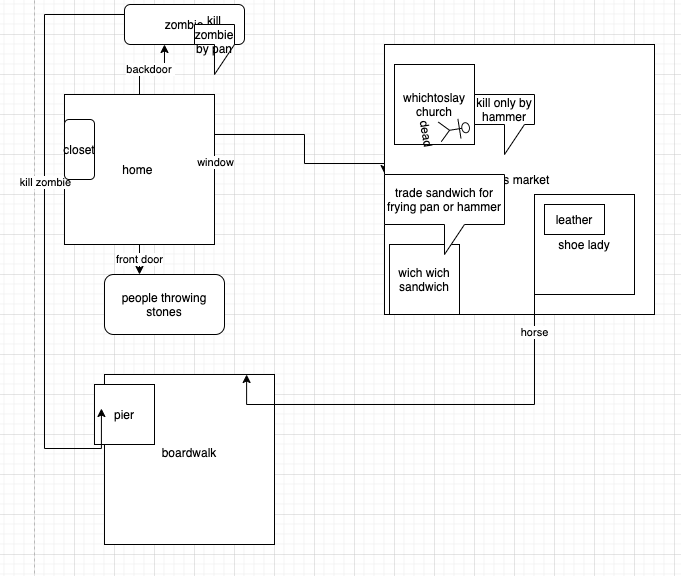 zombie
kill
zombie
by pan
backdoor
whichtoslay
church
dead
kill only by
hammer
closet
home
window
kill zombie
s market
trade sandwich for
frying pan or hammer
leather
shoe lady
front door
wich wich
sandwich
people throwing
stones
horse
pier
boardwalk